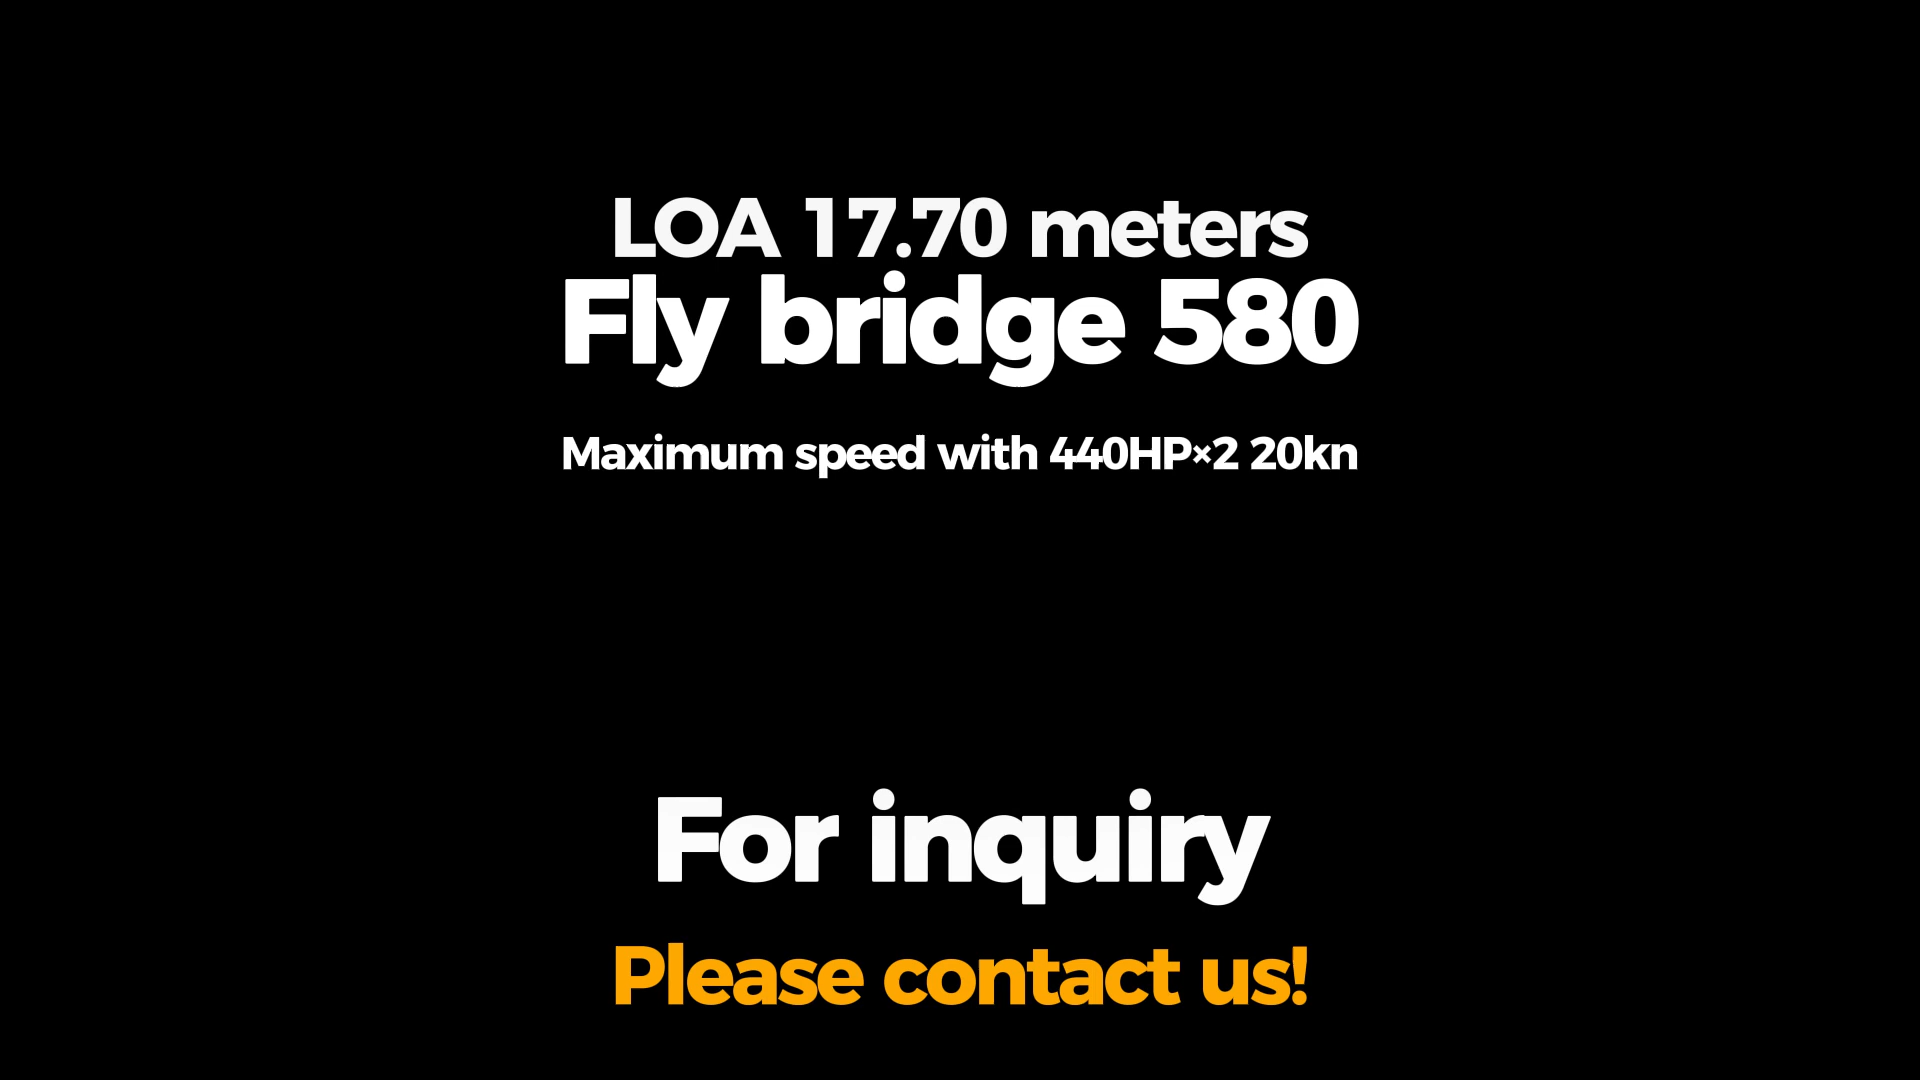 LOA 17.70 meters
Fly bridge 580
Maximum speed with 440HP×2 20kn
For inquiry
Please contact us!